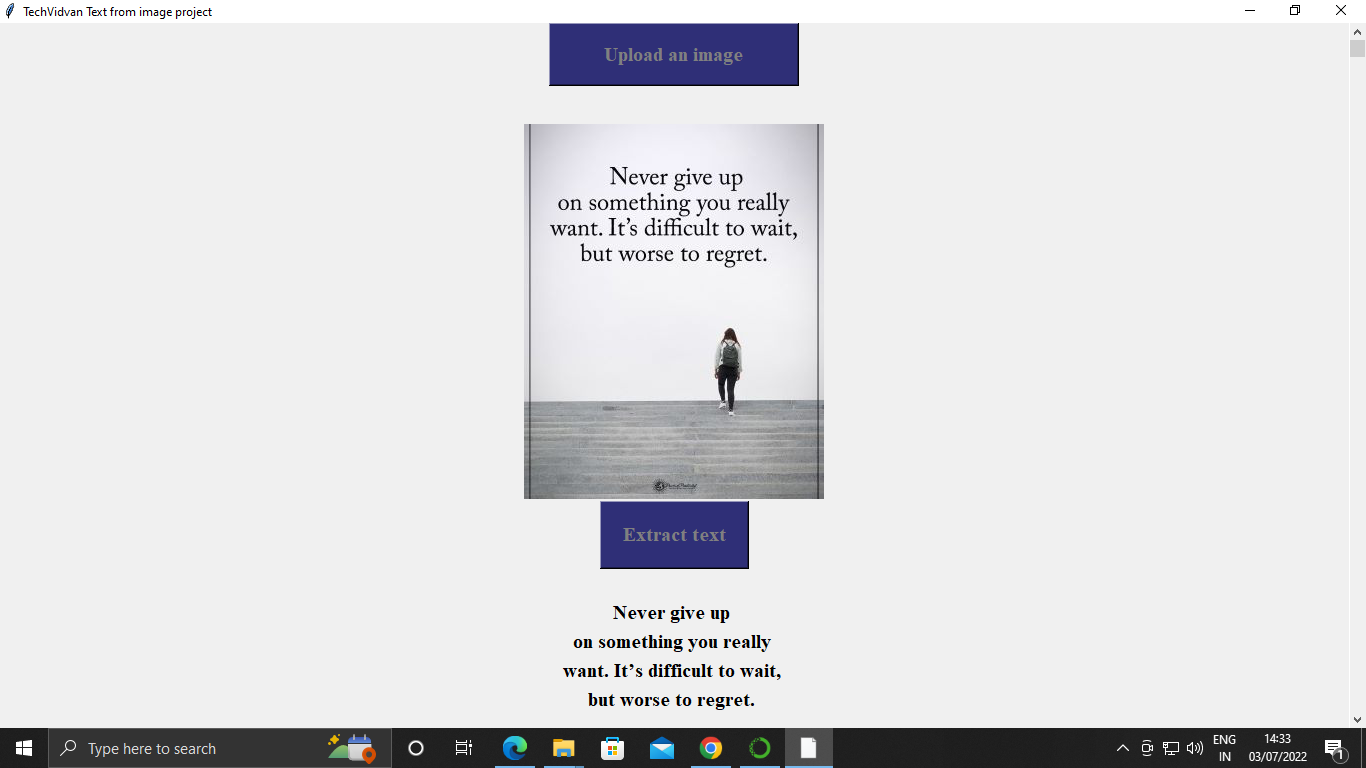 TechVidvan Text from image project
Upload an image
Never give up
on something you really
want. It’s difficult to wait,
but worse to regret.
Extract text
Never give up
on something you really
want. It’s difficult to wait,
but worse to regret.
Type here to search
ENG
IN
14:33
03/07/2022
1